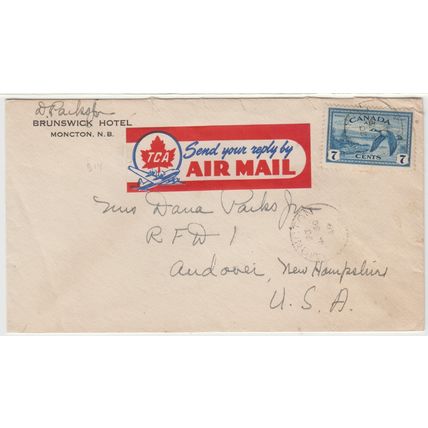 D. Parks Jr
BRUNSWICK HOTEL
MONCTON, N.B.
TCA
Send your reply by
AIR MAIL
CANADA
7 CENTS 7
Mrs Dana Parks Jr
R F D 1
Andover, New Hampshire
U. S. A.